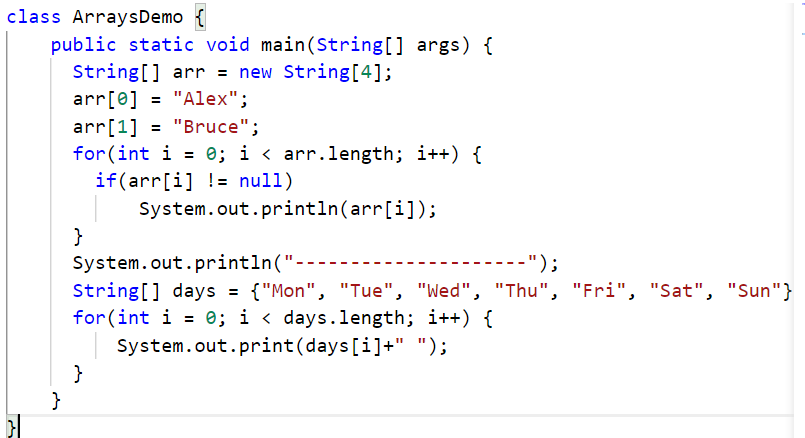 class ArraysDemo {
    public static void main(String[] args) {
      String[] arr = new String[4];
      arr[0] = "Alex";
      arr[1] = "Bruce";
      for(int i = 0; i < arr.length; i++) {
        if(arr[i] != null)
            System.out.println(arr[i]);
      }
      System.out.println("---------------------");
      String[] days = {"Mon", "Tue", "Wed", "Thu", "Fri", "Sat", "Sun"}
      for(int i = 0; i < days.length; i++) {
          System.out.print(days[i]+" ");
      }
    }
}